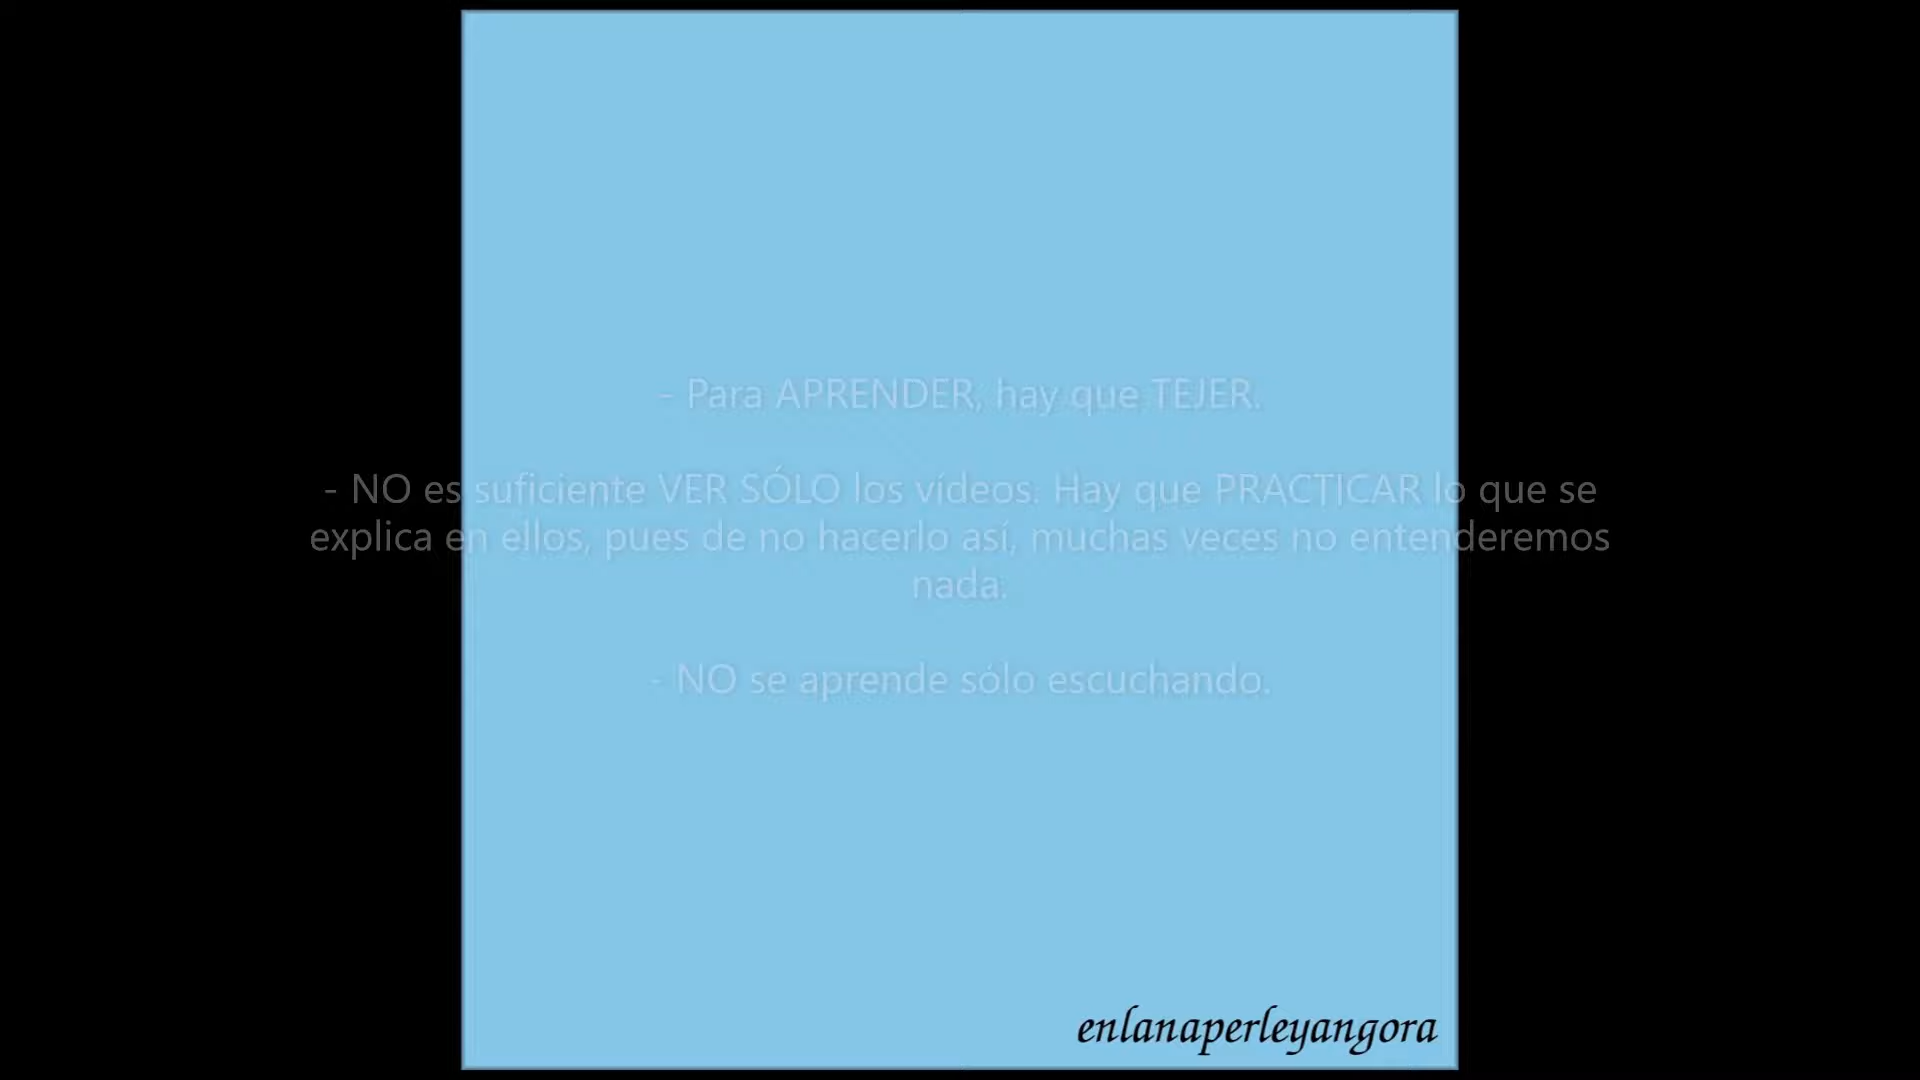 - Para APRENDER, hay que TEJER.
- NO es suficiente VER SÓLO los vídeos. Hay que PRACTICAR lo que se
explica en ellos, pues de no hacerlo así, muchas veces no entenderemos
nada.
- NO se aprende sólo escuchando.
enlanaperleyangora